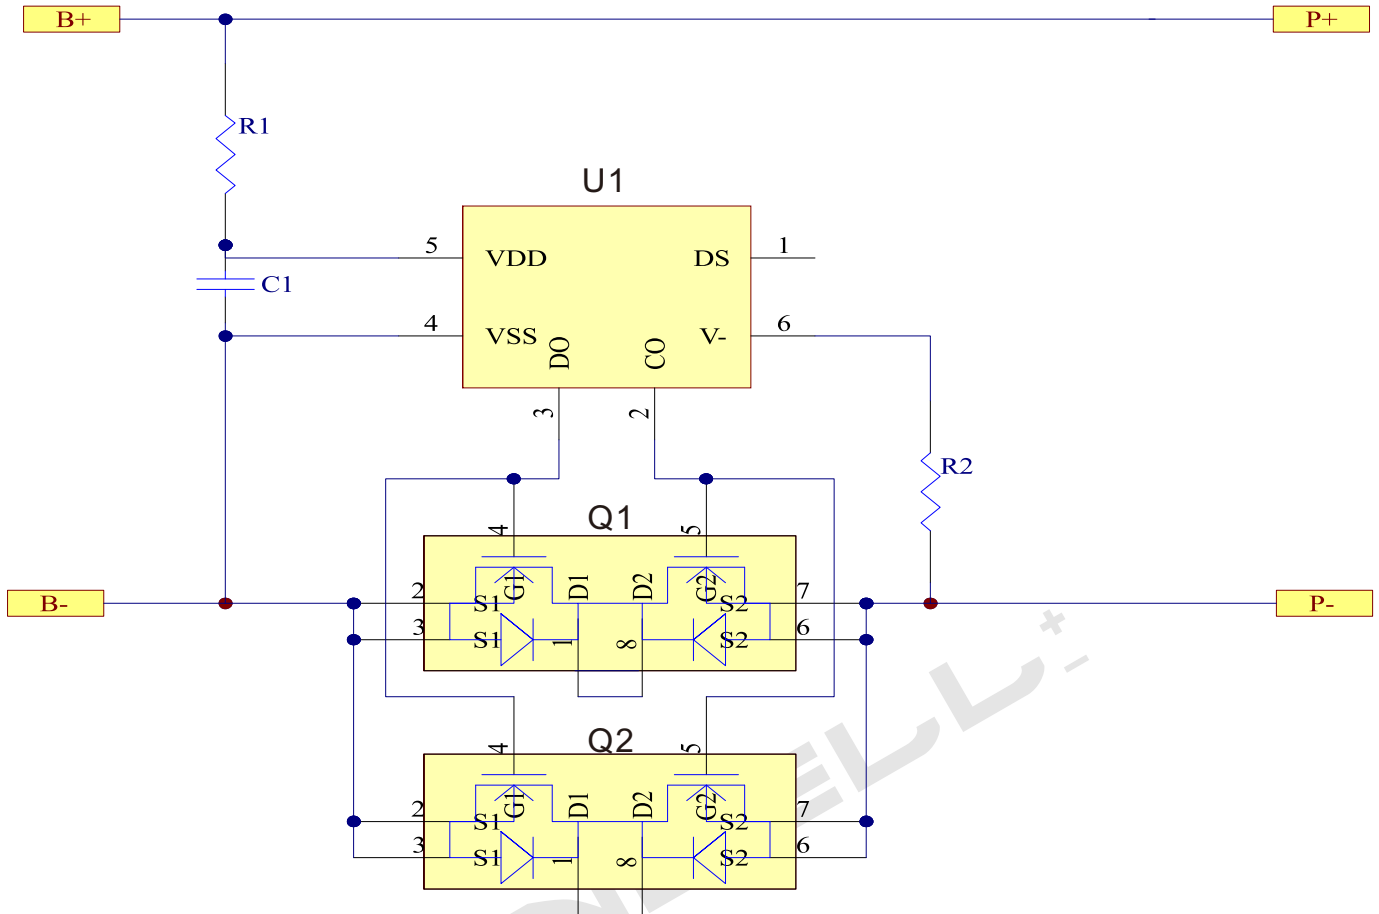 B+
P+
R1
U1
5 VDD DS 1
C1
4 VSS V- 6
DO CO
3 2
R2
Q1
4 5
G1 D1 D2 G2
B- 2 S1 S2 7 P-
3 S1 1 8 S2 6
Q2
4 5
G1 D1 D2 G2
2 S1 S2 7
3 S1 1 8 S2 6